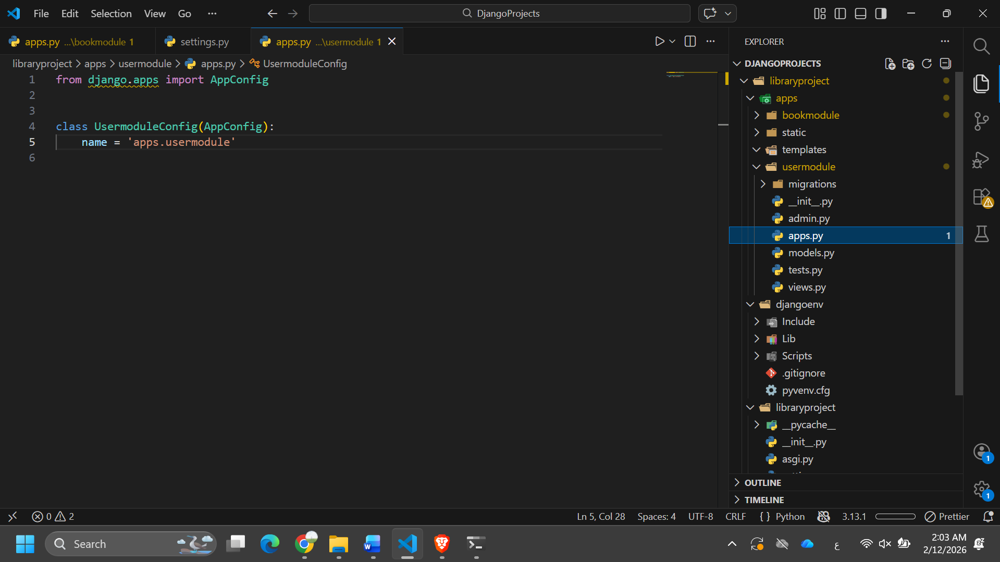 File Edit Selection View Go ··· DjangoProjects
apps.py ...\bookmodule 1 settings.py apps.py ...\usermodule 1
libraryproject > apps > usermodule > apps.py > UsermoduleConfig
1 from django.apps import AppConfig
2
3
4 class UsermoduleConfig(AppConfig):
5 name = 'apps.usermodule'
6
EXPLORER
DJANGOPROJECTS
libraryproject
apps
bookmodule
static
templates
usermodule
migrations
__init__.py
admin.py
apps.py 1
models.py
tests.py
views.py
djangoenv
Include
Lib
Scripts
.gitignore
pyvenv.cfg
libraryproject
__pycache__
__init__.py
asgi.py
OUTLINE
TIMELINE
1
1
0 2 Ln 5, Col 28 Spaces: 4 UTF-8 CRLF { } Python 3.13.1 Prettier
Search ع 2:03 AM
2/12/2026